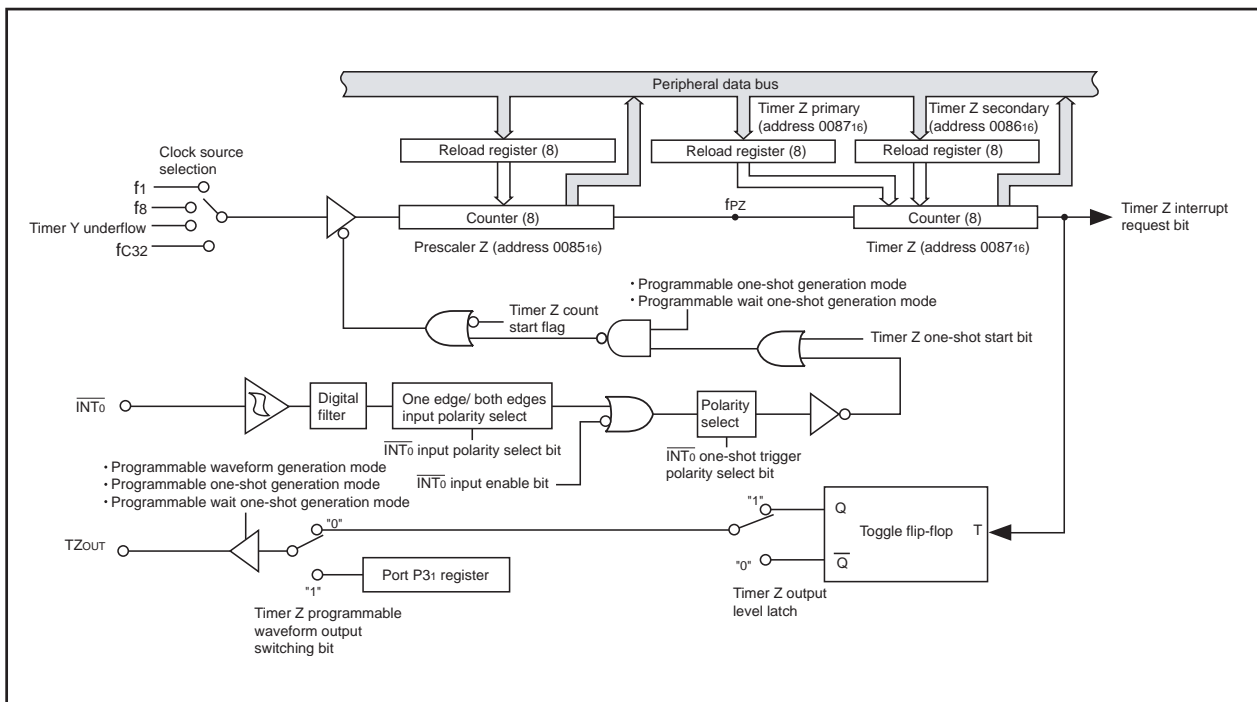 Peripheral data bus
Timer Z primary
(address 008716)
Timer Z secondary
(address 008616)
Reload register (8)
Reload register (8)
Reload register (8)
Clock source
selection
f1
f8
Timer Y underflow
fC32
Counter (8)
fPZ
Counter (8)
Timer Z interrupt
request bit
Prescaler Z (address 008516)
Timer Z (address 008716)
・Programmable one-shot generation mode
・Programmable wait one-shot generation mode
Timer Z count
start flag
Timer Z one-shot start bit
INT0
Digital
filter
One edge/ both edges
input polarity select
Polarity
select
INT0 input polarity select bit
INT0 one-shot trigger
polarity select bit
INT0 input enable bit
・Programmable waveform generation mode
・Programmable one-shot generation mode
・Programmable wait one-shot generation mode
"0"
"1"
Q
Toggle flip-flop
T
TZOUT
"0"
Q
Port P31 register
"1"
Timer Z programmable
waveform output
switching bit
Timer Z output
level latch